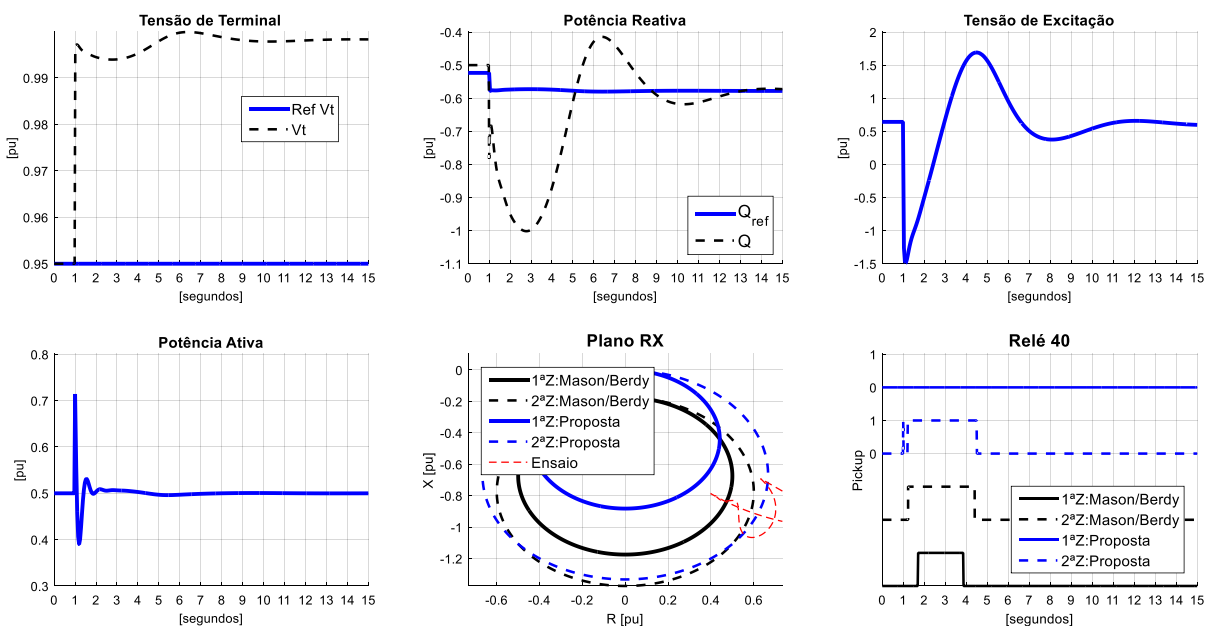 Tensão de Terminal
0.99
0.98
0.97
0.96
0.95
[pu]
Ref Vt
Vt
0 1 2 3 4 5 6 7 8 9 10 11 12 13 14 15
[segundos]
Potência Reativa
-0.4
-0.5
-0.6
-0.7
-0.8
-0.9
-1
-1.1
[pu]
Qref
Q
0 1 2 3 4 5 6 7 8 9 10 11 12 13 14 15
[segundos]
Tensão de Excitação
2
1.5
1
0.5
0
-0.5
-1
-1.5
[pu]
0 1 2 3 4 5 6 7 8 9 10 11 12 13 14 15
[segundos]
Potência Ativa
0.8
0.7
0.6
0.5
0.4
0.3
[pu]
0 1 2 3 4 5 6 7 8 9 10 11 12 13 14 15
[segundos]
Plano RX
0
-0.2
-0.4
-0.6
-0.8
-1
-1.2
X [pu]
1ªZ:Mason/Berdy
2ªZ:Mason/Berdy
1ªZ:Proposta
2ªZ:Proposta
Ensaio
-0.6 -0.4 -0.2 0 0.2 0.4 0.6
R [pu]
Relé 40
1
0
1
0
Pickup
1ªZ:Mason/Berdy
2ªZ:Mason/Berdy
1ªZ:Proposta
2ªZ:Proposta
0 1 2 3 4 5 6 7 8 9 10 11 12 13 14 15
[segundos]